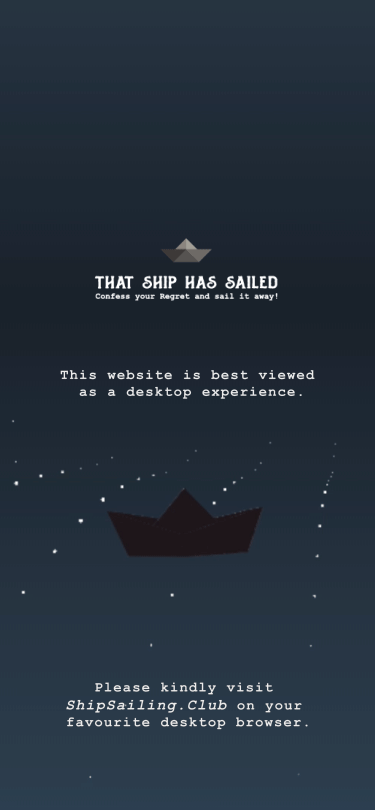 THAT SHIP HAS SAILED
Confess your Regret and sail it away!
This website is best viewed
as a desktop experience.
Please kindly visit
ShipSailing.Club on your
favourite desktop browser.